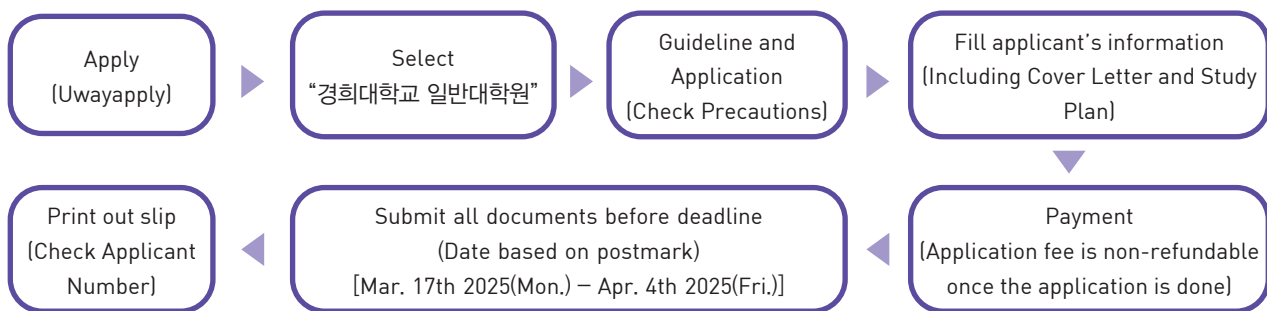 Apply
(Uwayapply)
Select
“경희대학교 일반대학원”
Guideline and
Application
(Check Precautions)
Fill applicant’s information
(Including Cover Letter and Study
Plan)
Payment
(Application fee is non-refundable
once the application is done)
Submit all documents before deadline
(Date based on postmark)
[Mar. 17th 2025(Mon.) – Apr. 4th 2025(Fri.)]
Print out slip
(Check Applicant
Number)